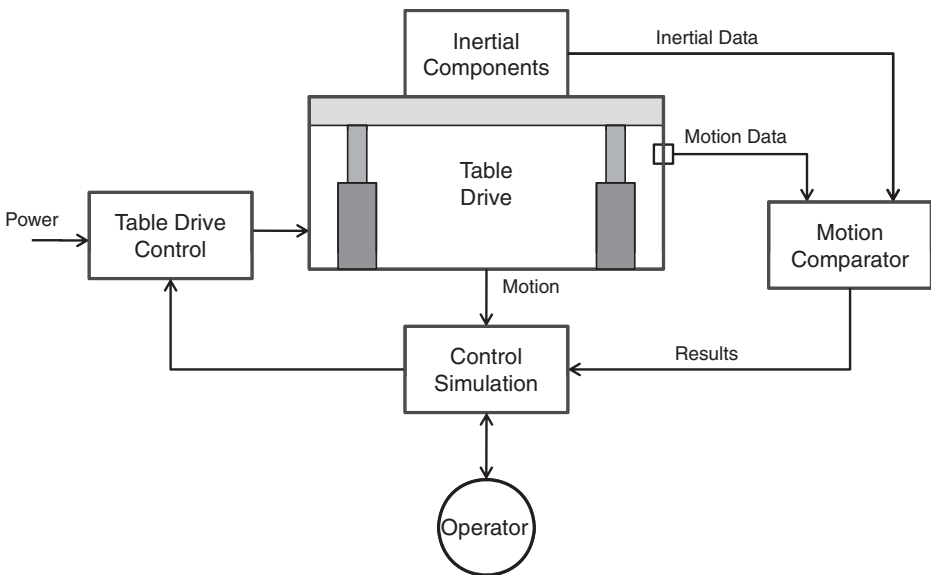 Inertial
Components
Inertial Data
Motion Data
Table
Drive
Power
Table Drive
Control
Motion
Comparator
Motion
Control
Simulation
Results
Operator